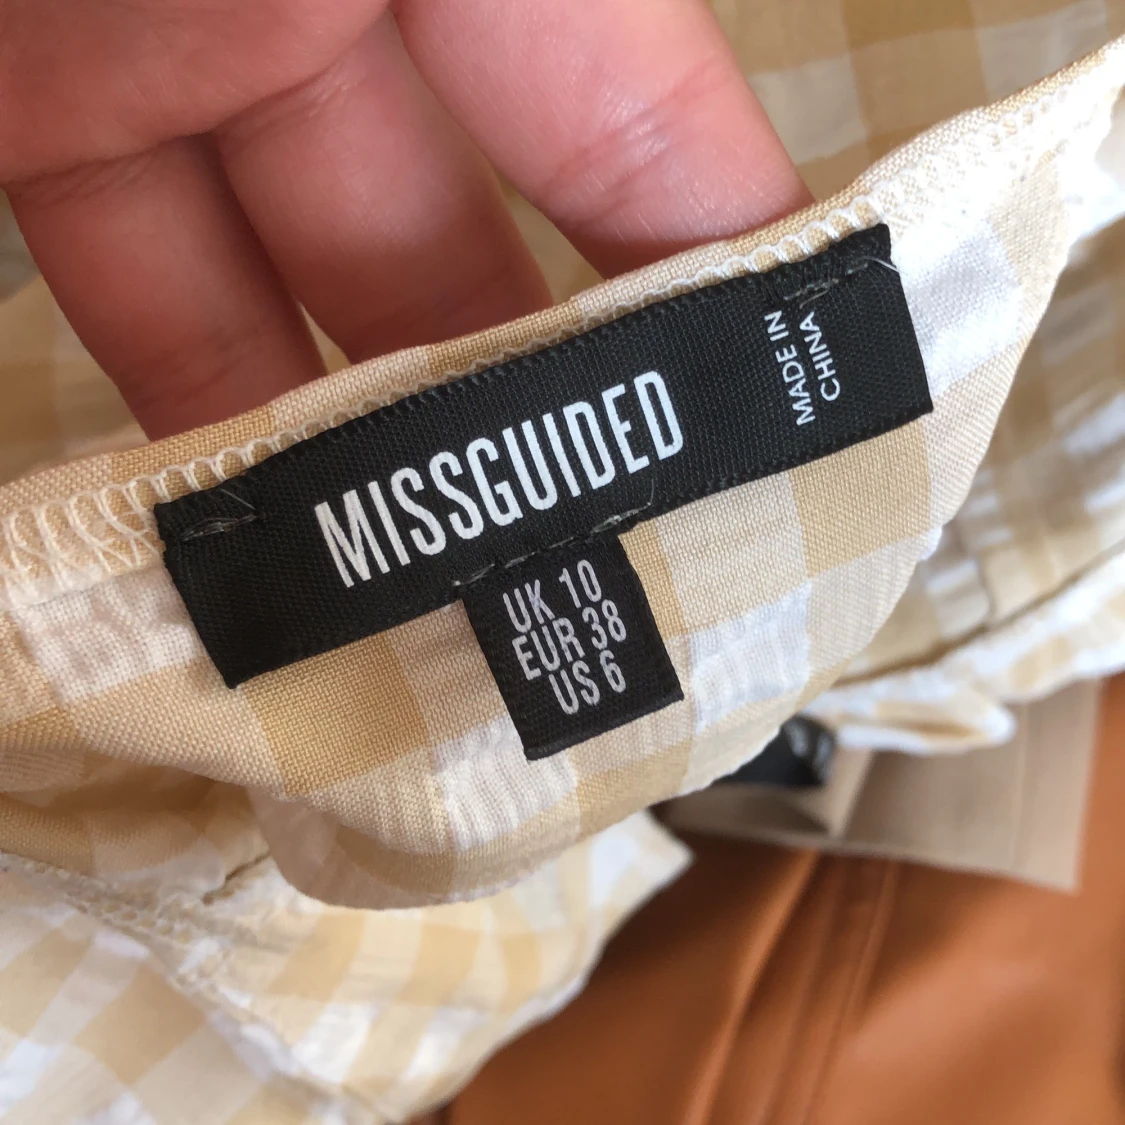 MISSGUIDED
MADE IN
CHINA
UK 10
EUR 38
US 6